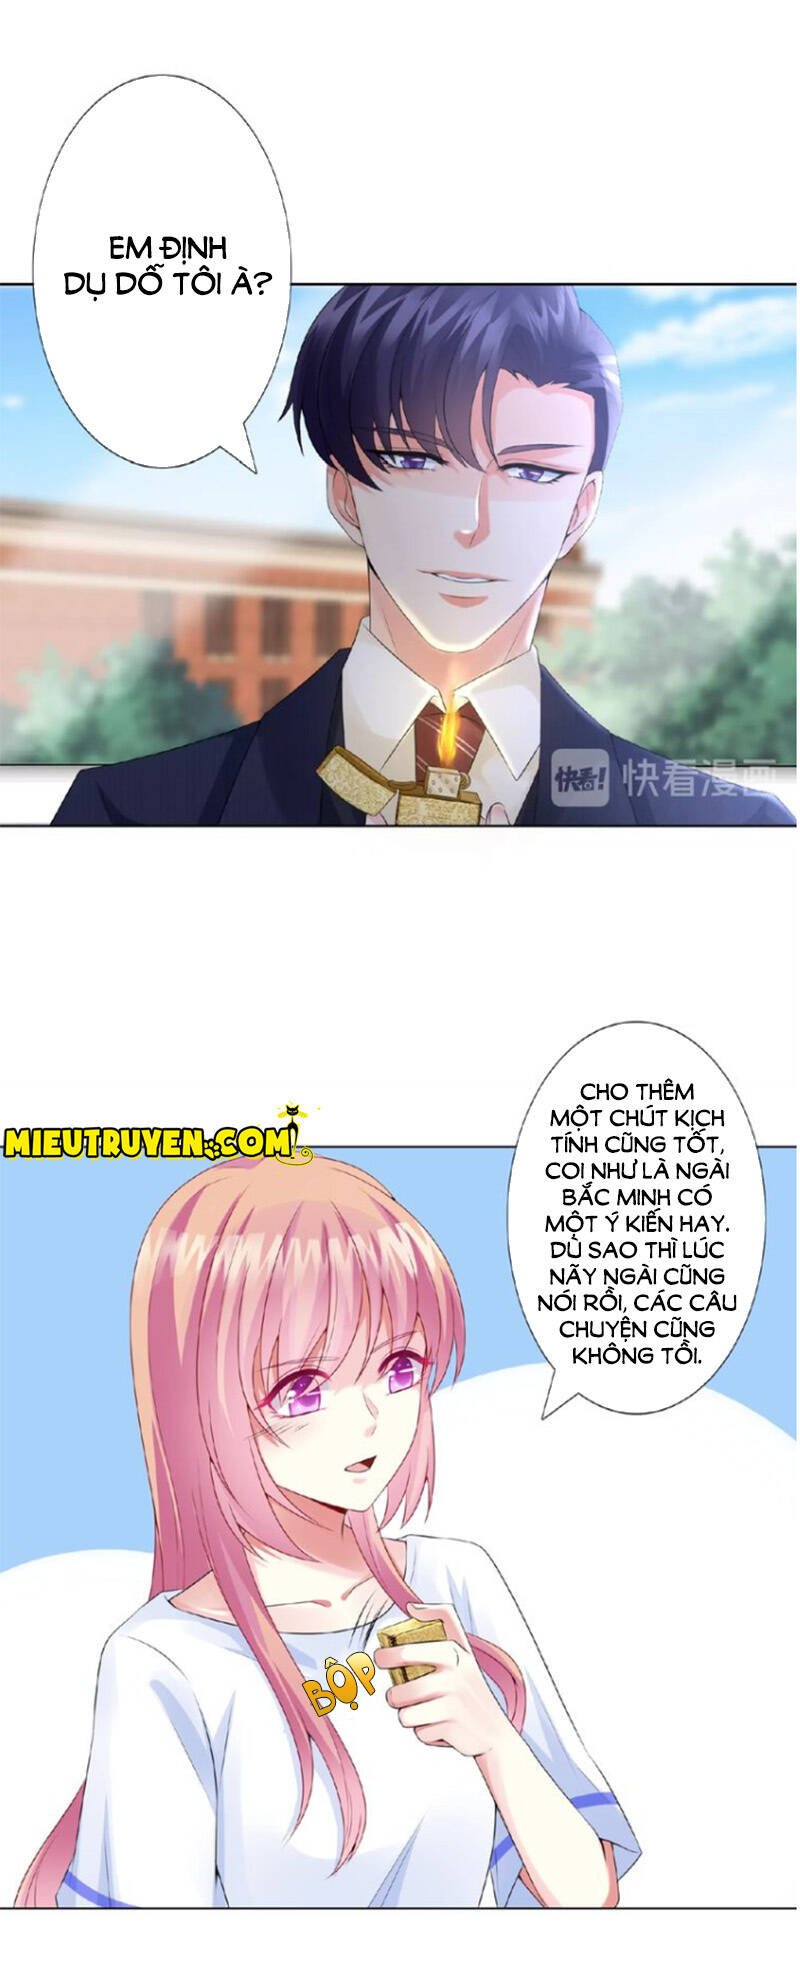 EM ĐỊNH
DỤ DỖ TÔI À?
快看! 快看漫画
MIEUTRUYEN.COM
CHO THÊM
MỘT CHÚT KỊCH
TÍNH CŨNG TỐT,
COI NHƯ LÀ NGÀI
BẮC MINH CÓ
MỘT Ý KIẾN HAY.
DÙ SAO THÌ LÚC
NÃY NGÀI CŨNG
NÓI RỒI, CÁC CÂU
CHUYỆN CŨNG
KHÔNG TỒI.
BỘP